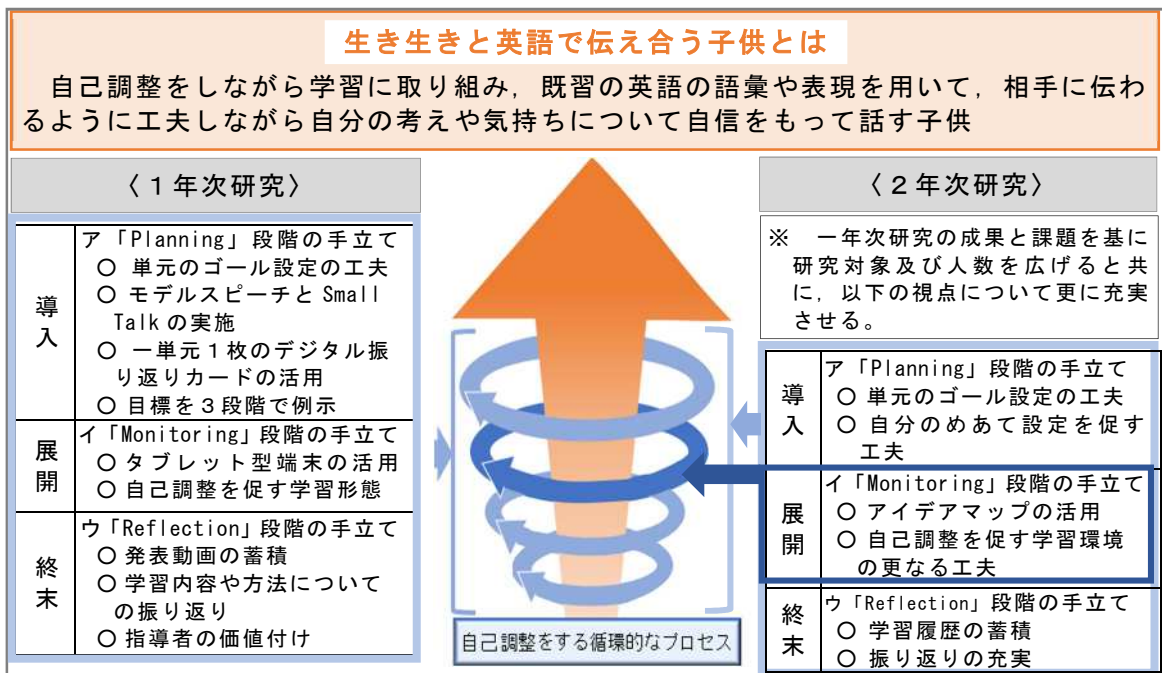 生き生きと英語で伝え合う子供とは
自己調整をしながら学習に取り組み，既習の英語の語彙や表現を用いて，相手に伝わ
るように工夫しながら自分の考えや気持ちについて自信をもって話す子供
〈１年次研究〉
導入
ア「Planning」段階の手立て
〇 単元のゴール設定の工夫
〇 モデルスピーチと Small
Talk の実施
〇 一単元１枚のデジタル振
り返りカードの活用
〇 目標を３段階で例示
展開
イ「Monitoring」段階の手立て
〇 タブレット型端末の活用
〇 自己調整を促す学習形態
終末
ウ「Reflection」段階の手立て
〇 発表動画の蓄積
〇 学習内容や方法について
の振り返り
〇 指導者の価値付け
自己調整をする循環的なプロセス
〈２年次研究〉
※ 一年次研究の成果と課題を基に
研究対象及び人数を広げると共
に，以下の視点について更に充実
させる。
導入
ア「Planning」段階の手立て
〇 単元のゴール設定の工夫
〇 自分のめあて設定を促す
工夫
展開
イ「Monitoring」段階の手立て
〇 アイデアマップの活用
〇 自己調整を促す学習環境
の更なる工夫
終末
ウ「Reflection」段階の手立て
〇 学習履歴の蓄積
〇 振り返りの充実